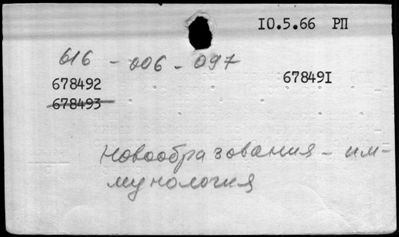 10.5.66 РП
616 - 006 - 097
678492 678491
678493
Новообразования - им-
мунология